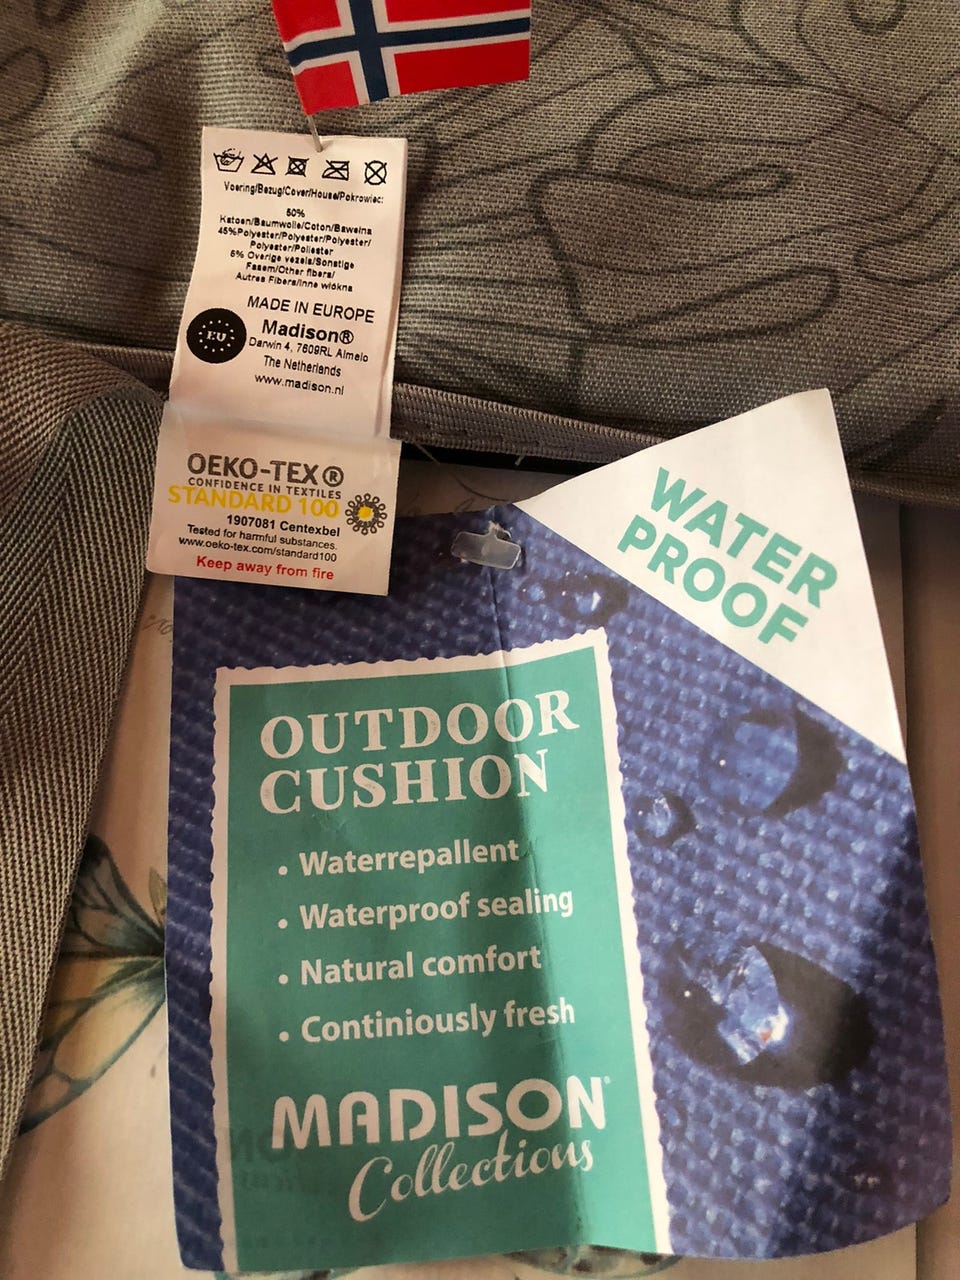 Voering/Bezug/Cover/House/Pokrowiec:
50%
Katoen/Baumwolle/Coton/Bawelna
45%Polyester/Polyester/Polyester/
Polyester/Poliester
5% Overige vezels/Sonstige
Fasern/Other fibers/
Autres Fibers/Inne wlókna
MADE IN EUROPE
EU
Madison®
Darwin 4, 7609RL Almelo
The Netherlands
www.madison.nl
OEKO-TEX®
CONFIDENCE IN TEXTILES
STANDARD 100
1907081 Centexbel
Tested for harmful substances.
www.oeko-tex.com/standard100
Keep away from fire
WATER
PROOF
OUTDOOR
CUSHION
• Waterrepallent
• Waterproof sealing
• Natural comfort
• Continiously fresh
MADISON®
Collections